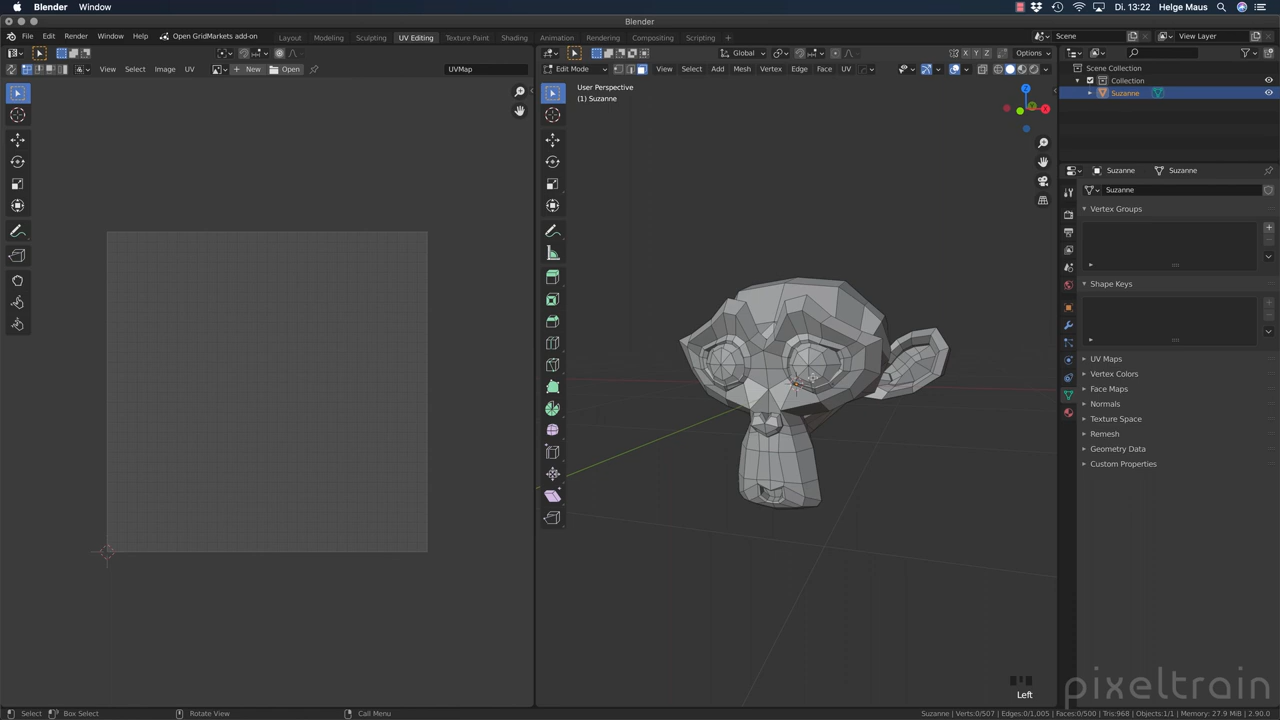 Blender Window
Di. 13:22 Helge Maus
Blender
File Edit Render Window Help Open GridMarkets add-on
Layout Modeling Sculpting UV Editing Texture Paint Shading Animation Rendering Compositing Scripting +
Scene View Layer
Global Options
View Select Image UV New Open UVMap
Edit Mode View Select Add Mesh Vertex Edge Face UV
X Y Z
User Perspective
(1) Suzanne
Z
X
Scene Collection
Collection
Suzanne
Suzanne Suzanne
Suzanne
Vertex Groups
Shape Keys
UV Maps
Vertex Colors
Face Maps
Normals
Texture Space
Remesh
Geometry Data
Custom Properties
Left
pixeltrain
Select Box Select Rotate View Call Menu
Suzanne | Verts:0/507 | Edges:0/1,005 | Faces:0/500 | Tris:968 | Objects:1/1 | Memory: 27.9 MiB | 2.90.0